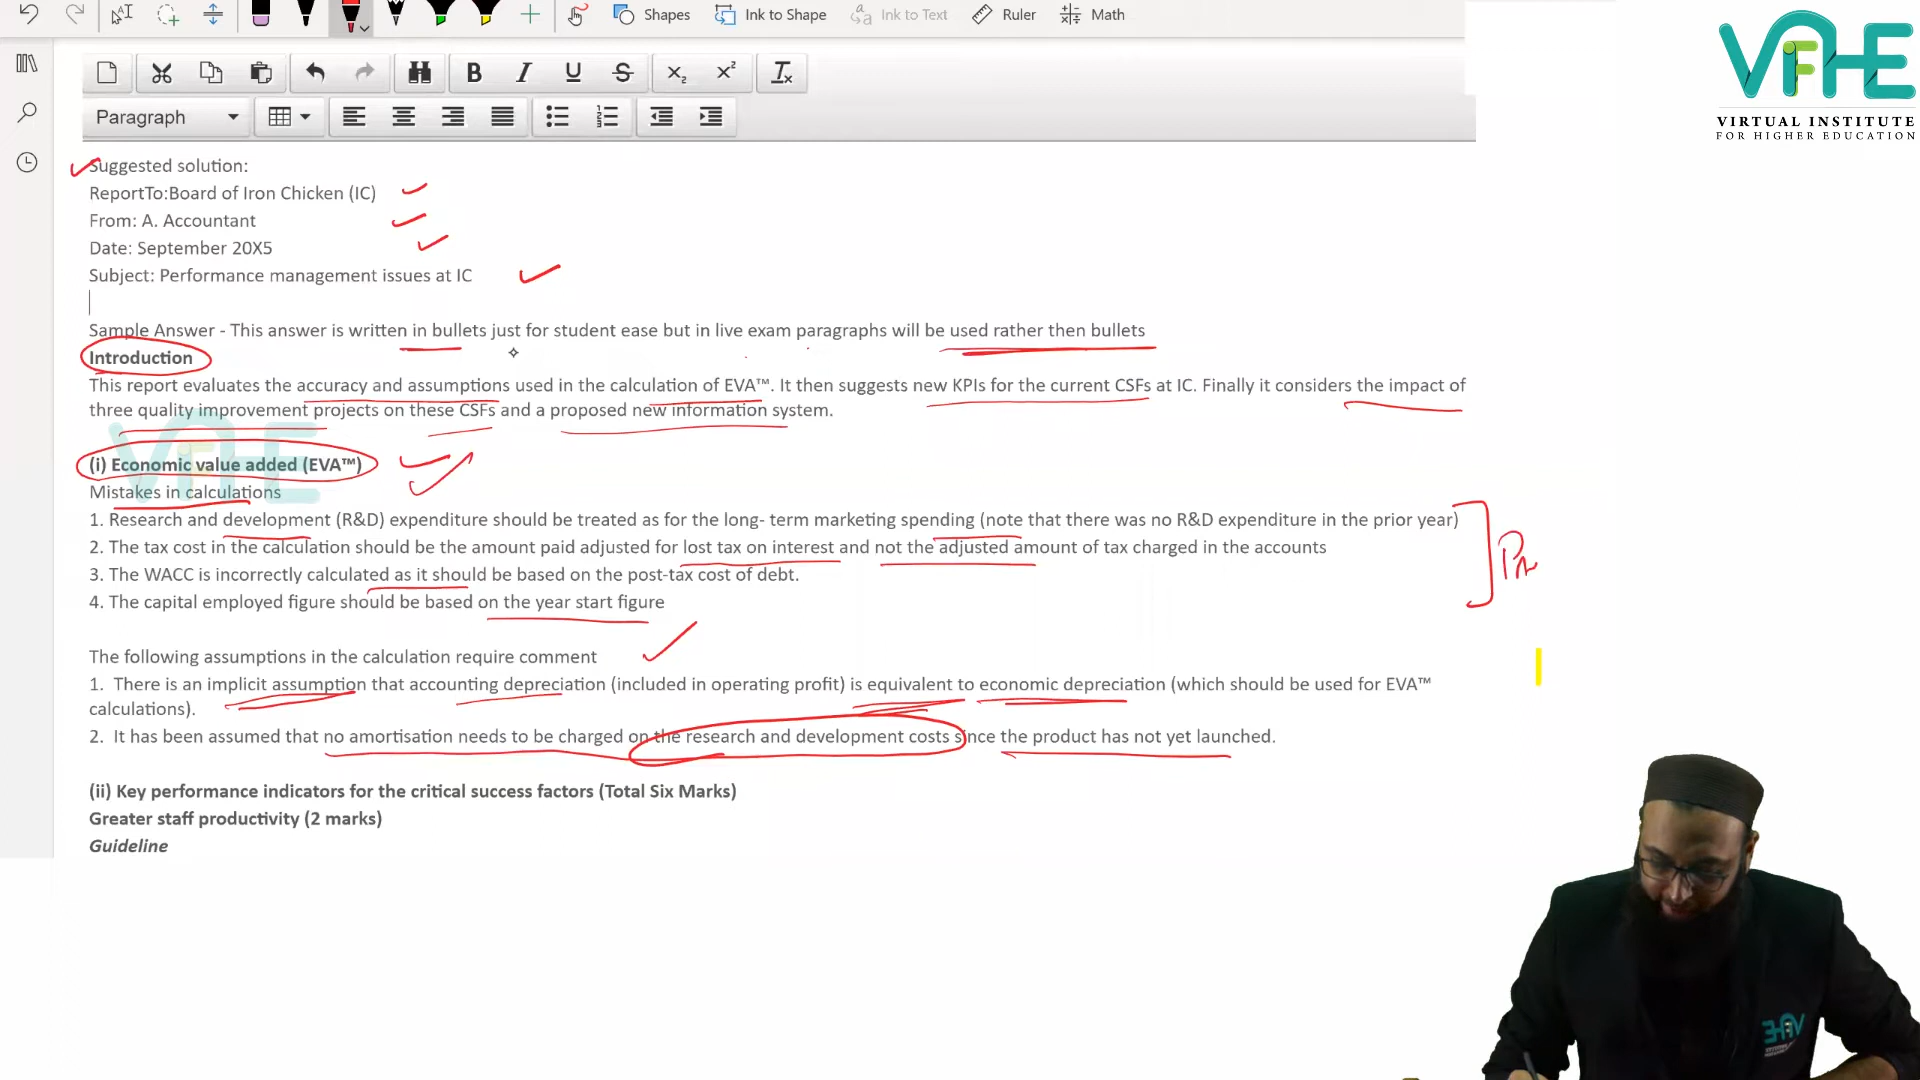 Shapes
Ink to Shape
Ink to Text
Ruler
Math
VIFHE
VIRTUAL INSTITUTE
FOR HIGHER EDUCATION
Paragraph
Suggested solution:
ReportTo:Board of Iron Chicken (IC)
From: A. Accountant
Date: September 20X5
Subject: Performance management issues at IC
Sample Answer - This answer is written in bullets just for student ease but in live exam paragraphs will be used rather then bullets
Introduction
This report evaluates the accuracy and assumptions used in the calculation of EVA™. It then suggests new KPIs for the current CSFs at IC. Finally it considers the impact of
three quality improvement projects on these CSFs and a proposed new information system.
(i) Economic value added (EVA™)
Mistakes in calculations
1. Research and development (R&D) expenditure should be treated as for the long- term marketing spending (note that there was no R&D expenditure in the prior year)
2. The tax cost in the calculation should be the amount paid adjusted for lost tax on interest and not the adjusted amount of tax charged in the accounts
3. The WACC is incorrectly calculated as it should be based on the post-tax cost of debt.
4. The capital employed figure should be based on the year start figure
The following assumptions in the calculation require comment
1. There is an implicit assumption that accounting depreciation (included in operating profit) is equivalent to economic depreciation (which should be used for EVA™
calculations).
2. It has been assumed that no amortisation needs to be charged on the research and development costs since the product has not yet launched.
(ii) Key performance indicators for the critical success factors (Total Six Marks)
Greater staff productivity (2 marks)
Guideline